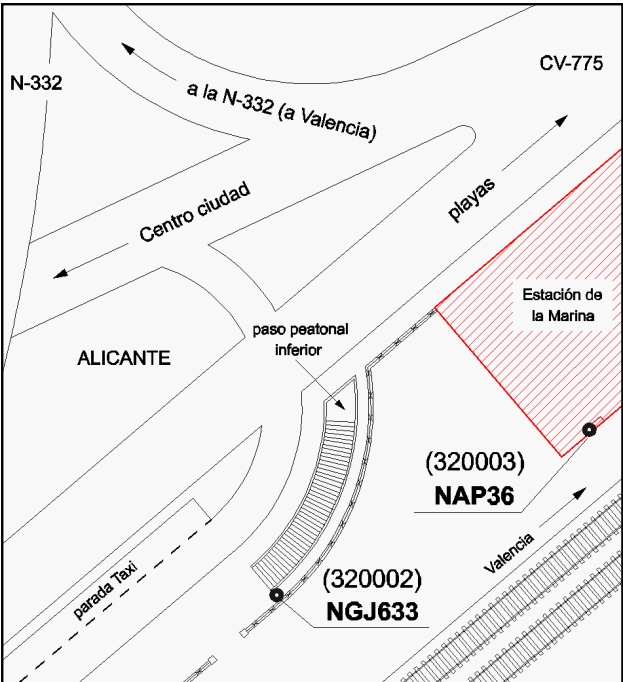 N-332
CV-775
a la N-332 (a Valencia)
Centro ciudad
playas
Estación de
la Marina
paso peatonal
inferior
ALICANTE
(320003)
NAP36
Valencia
parada Taxi
(320002)
NGJ633